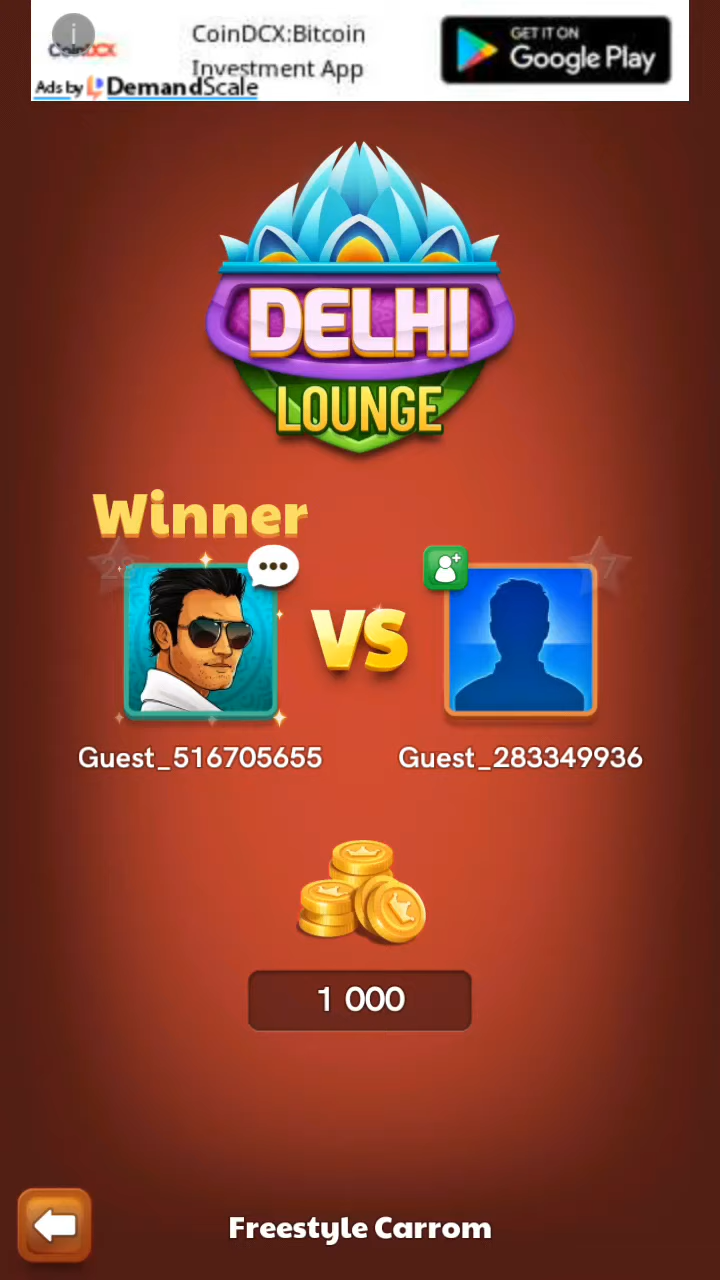 CoinDCX
CoinDCX:Bitcoin
Investment App
GET IT ON
Google Play
Ads by DemandScale
DELHI
LOUNGE
Winner
VS
Guest_516705655
Guest_283349936
1 000
Freestyle Carrom